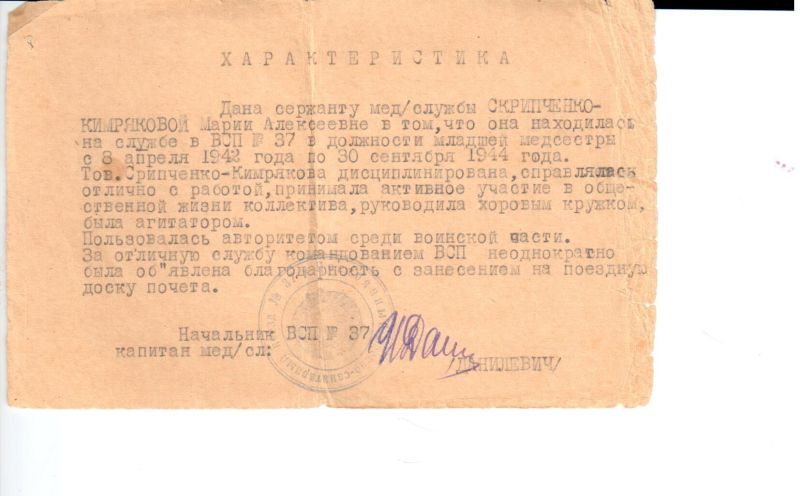 ХАРАКТЕРИСТИКА
Дана сержанту мед/службы СКРИПЧЕНКО-
КИМРЯКОВОЙ Марии Алексеевне в том,что она находилась
на службе в ВСП № 37 в должности младшей медсестры
с 8 апреля 1942 года по 30 сентября 1944 года.
Тов.Срипченко-Кимрякова дисциплинирована,справлялась
отлично с работой,принимала активное участие в обще-
ственной жизни коллектива,руководила хоровым кружком,
была агитатором.
Пользовалась авторитетом среди воинской части.
За отличную службу командованием ВСП неоднократно
была об"явлена благодарность с занесением на поездную
доску почета.
Начальник ВСП № 37
капитан мед/сл:
/ДАНИЛЕВИЧ/